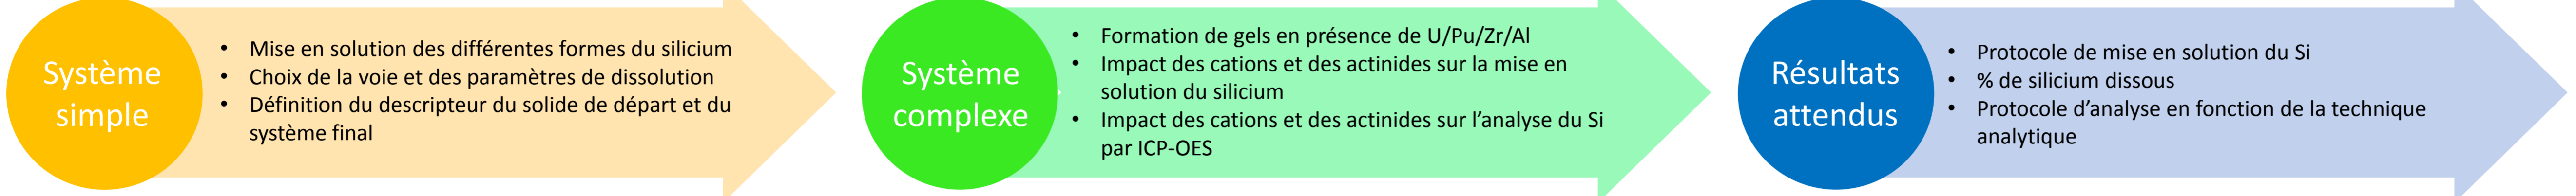 Système
simple
• Mise en solution des différentes formes du silicium
• Choix de la voie et des paramètres de dissolution
• Définition du descripteur du solide de départ et du
système final
Système
complexe
• Formation de gels en présence de U/Pu/Zr/Al
• Impact des cations et des actinides sur la mise en
solution du silicium
• Impact des cations et des actinides sur l’analyse du Si
par ICP-OES
Résultats
attendus
• Protocole de mise en solution du Si
• % de silicium dissous
• Protocole d’analyse en fonction de la technique
analytique